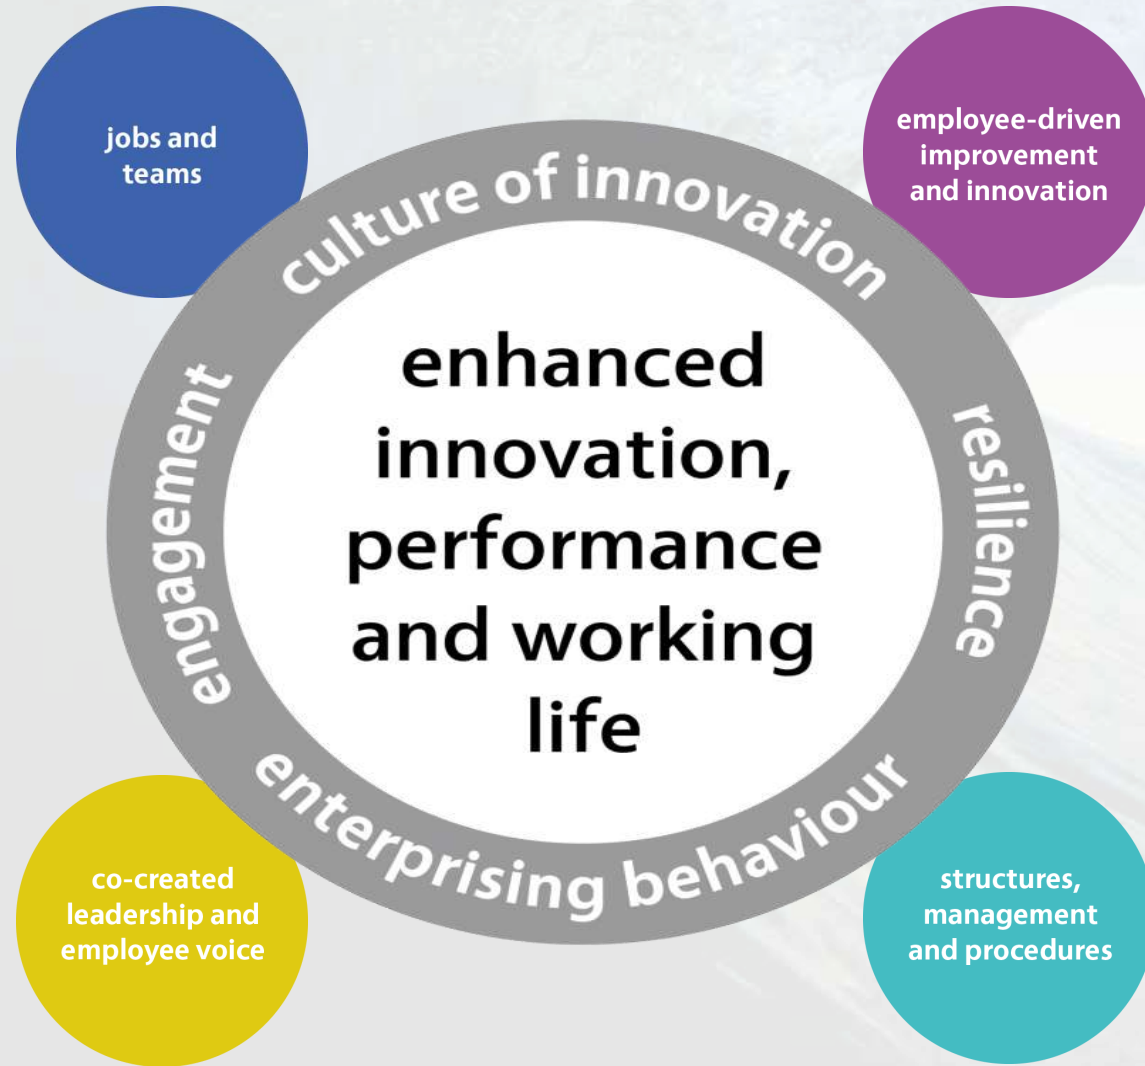 jobs and
teams
employee-driven
improvement
and innovation
culture of innovation
engagement
resilience
enhanced
innovation,
performance
and working
life
enterprising behaviour
co-created
leadership and
employee voice
structures,
management
and procedures